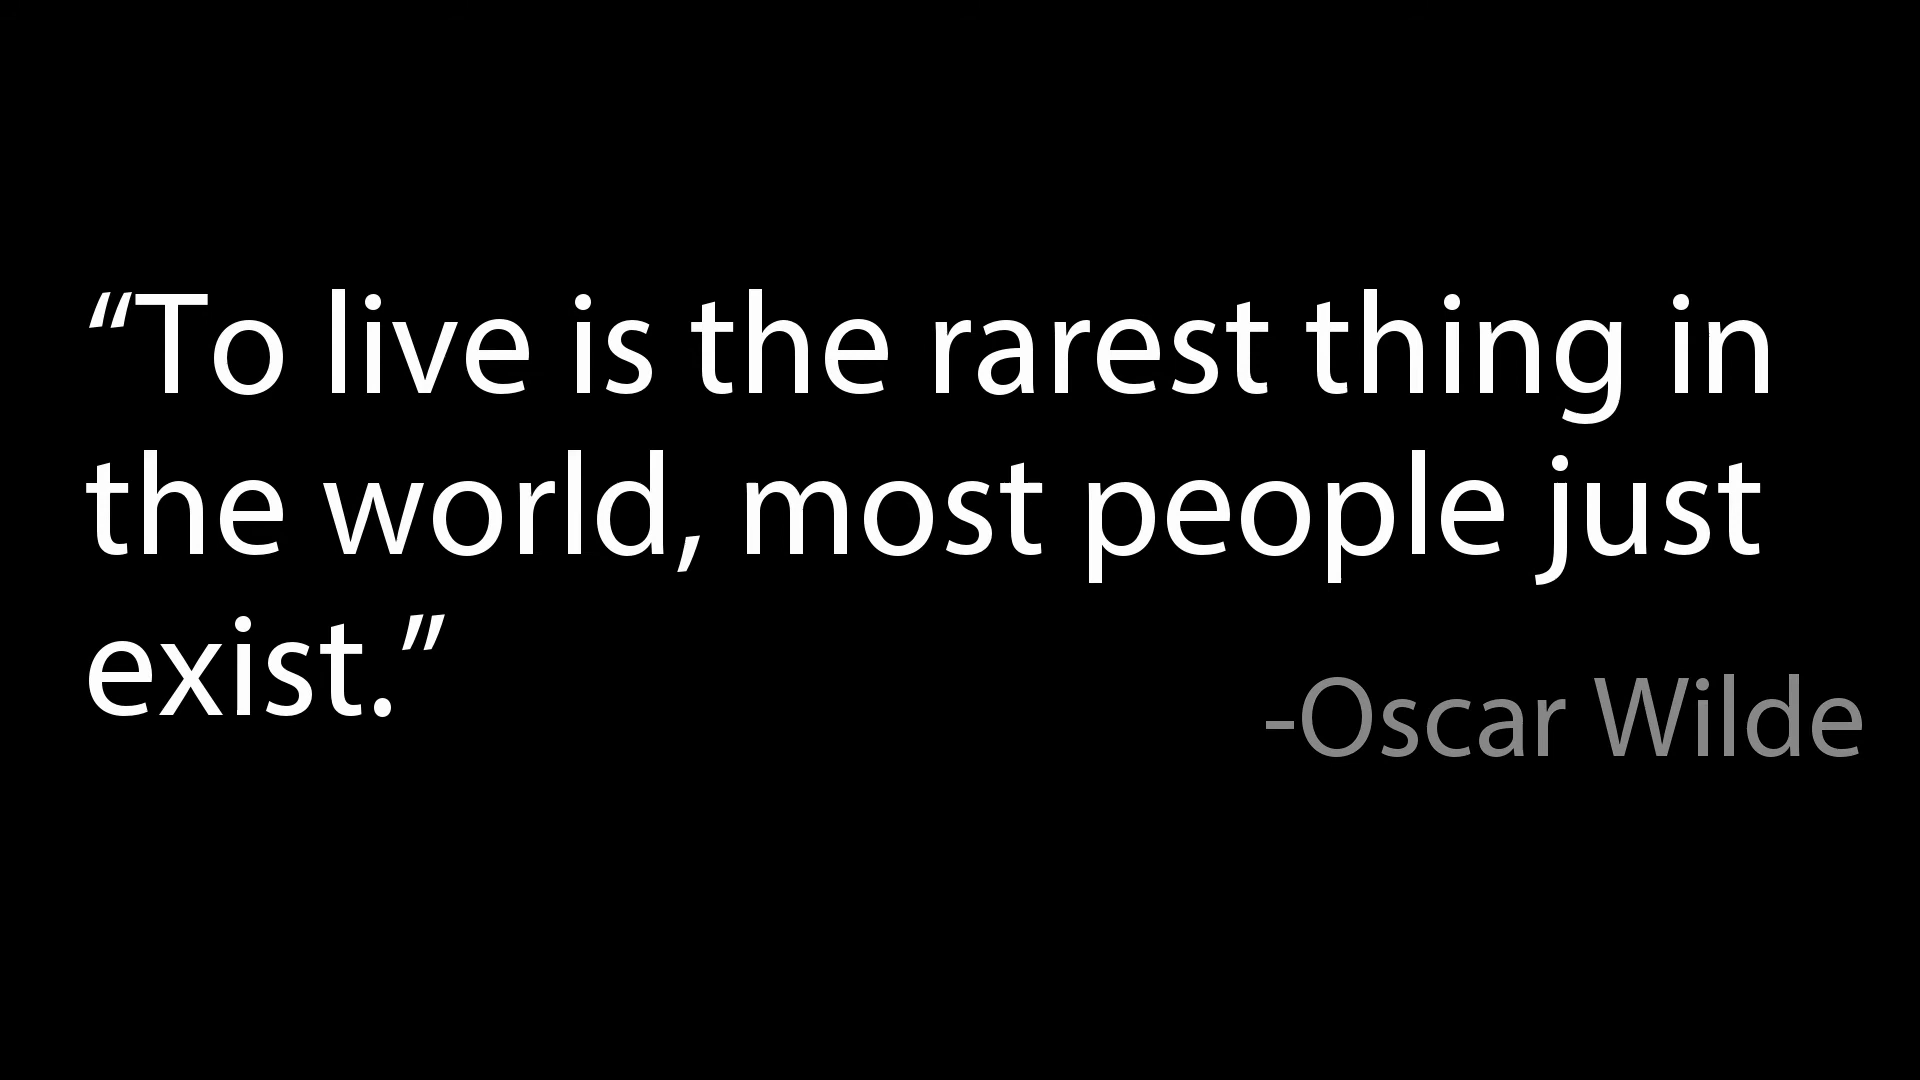 “To live is the rarest thing in
the world, most people just
exist.”
-Oscar Wilde